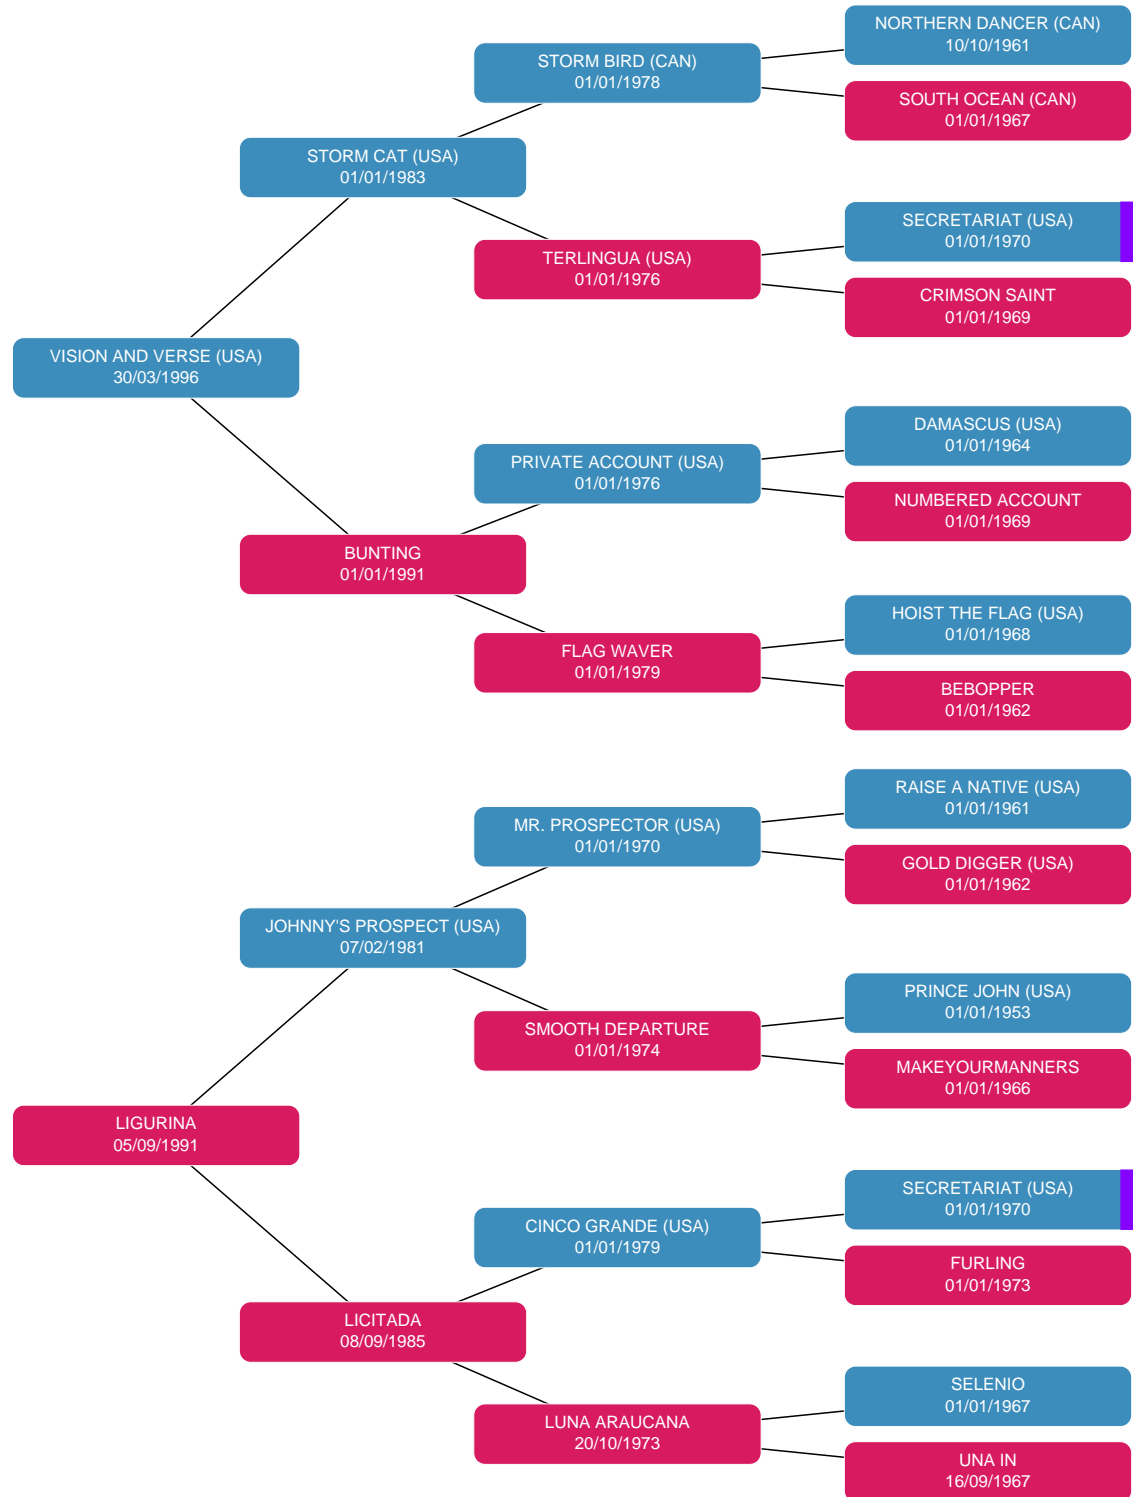 NORTHERN DANCER (CAN)
10/10/1961
STORM BIRD (CAN)
01/01/1978
SOUTH OCEAN (CAN)
01/01/1967
STORM CAT (USA)
01/01/1983
SECRETARIAT (USA)
01/01/1970
TERLINGUA (USA)
01/01/1976
CRIMSON SAINT
01/01/1969
VISION AND VERSE (USA)
30/03/1996
DAMASCUS (USA)
01/01/1964
PRIVATE ACCOUNT (USA)
01/01/1976
NUMBERED ACCOUNT
01/01/1969
BUNTING
01/01/1991
HOIST THE FLAG (USA)
01/01/1968
FLAG WAVER
01/01/1979
BEBOPPER
01/01/1962
RAISE A NATIVE (USA)
01/01/1961
MR. PROSPECTOR (USA)
01/01/1970
GOLD DIGGER (USA)
01/01/1962
JOHNNY'S PROSPECT (USA)
07/02/1981
PRINCE JOHN (USA)
01/01/1953
SMOOTH DEPARTURE
01/01/1974
MAKEYOURMANNERS
01/01/1966
LIGURINA
05/09/1991
SECRETARIAT (USA)
01/01/1970
CINCO GRANDE (USA)
01/01/1979
FURLING
01/01/1973
LICITADA
08/09/1985
SELENIO
01/01/1967
LUNA ARAUCANA
20/10/1973
UNA IN
16/09/1967